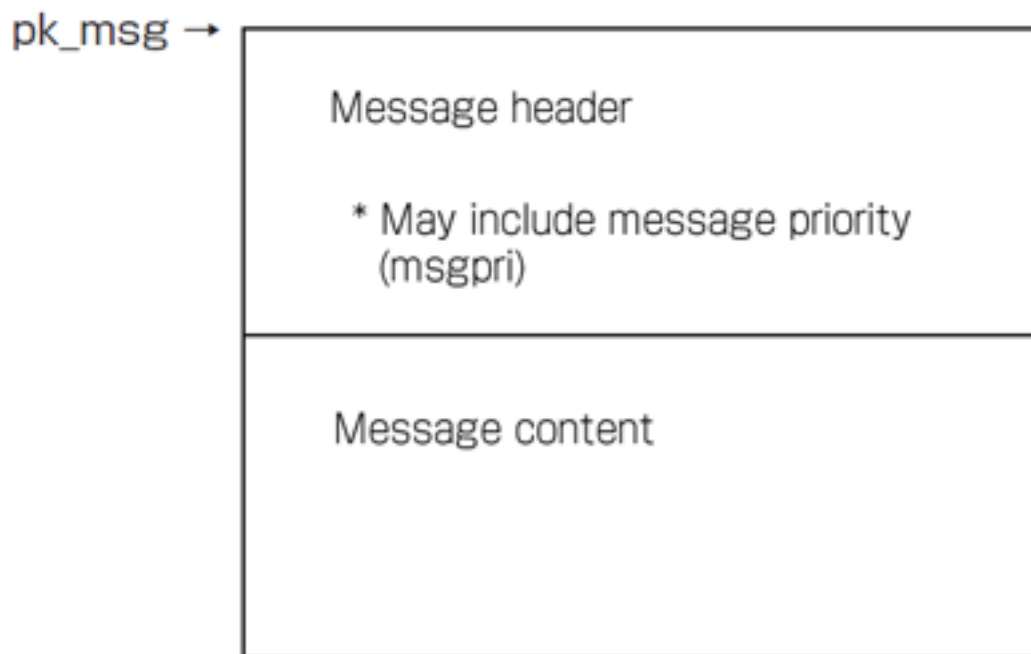 pk_msg →
Message header
* May include message priority
(msgpri)
Message content